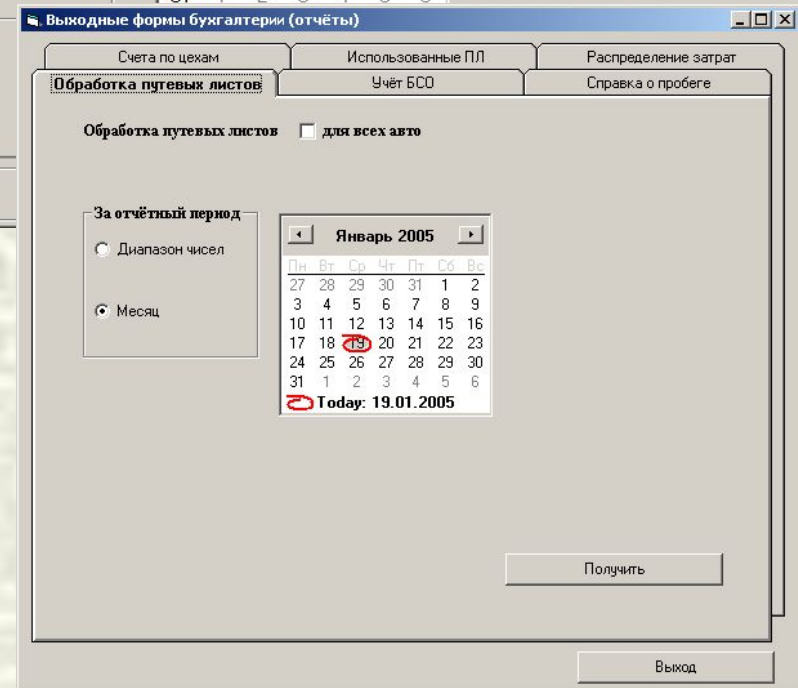 Выходные формы бухгалтерии (отчёты)
Счета по цехам Использованные ПЛ Распределение затрат
Обработка путевых листов Учёт БСО Справка о пробеге
Обработка путевых листов для всех авто
За отчётный период
Диапазон чисел
Месяц
Январь 2005
Пн Вт Ср Чт Пт Сб Вс
27 28 29 30 31 1 2
3 4 5 6 7 8 9
10 11 12 13 14 15 16
17 18 19 20 21 22 23
24 25 26 27 28 29 30
31 1 2 3 4 5 6
Today: 19.01.2005
Получить
Выход